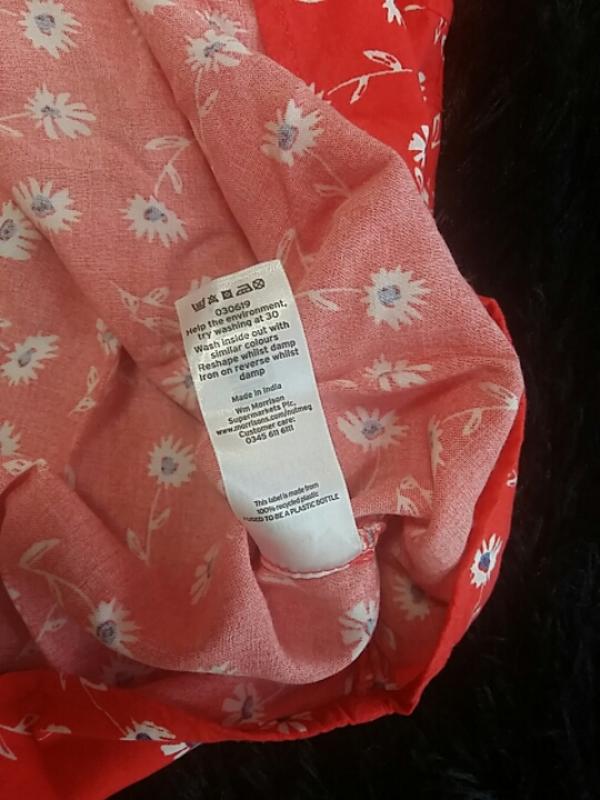 030619
Help the environment,
try washing at 30
Wash inside out with
similar colours
Reshape whilst damp
Iron on reverse whilst
damp
Made in India
Wm Morrison
Supermarkets Plc.
www.morrisons.com/nutmeg
Customer care:
0345 611 6111
This label is made from
100% recycled plastic
USED TO BE A PLASTIC BOTTLE